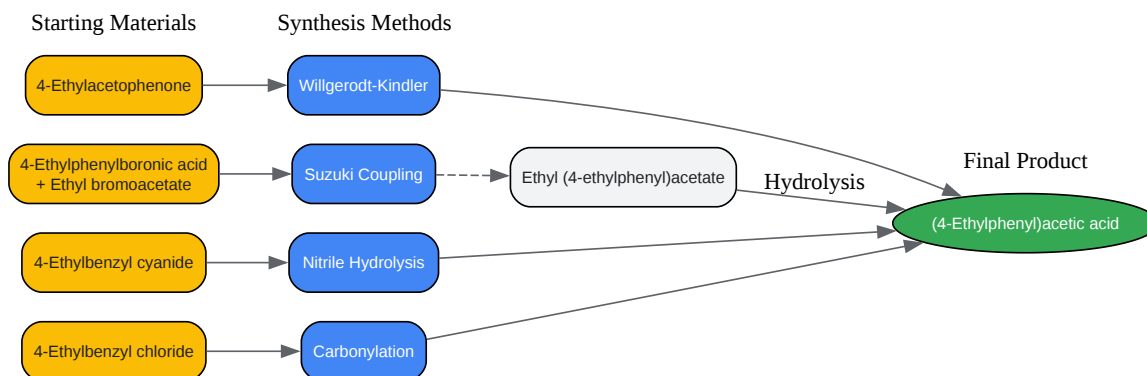 Starting Materials
Synthesis Methods
4-Ethylacetophenone
Willgerodt-Kindler
4-Ethylphenylboronic acid
+ Ethyl bromoacetate
Suzuki Coupling
Ethyl (4-ethylphenyl)acetate
Hydrolysis
Final Product
(4-Ethylphenyl)acetic acid
4-Ethylbenzyl cyanide
Nitrile Hydrolysis
4-Ethylbenzyl chloride
Carbonylation